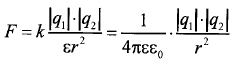 F = k |q₁|·|q₂| / εr² = 1 / 4πεε₀ · |q₁|·|q₂| / r²